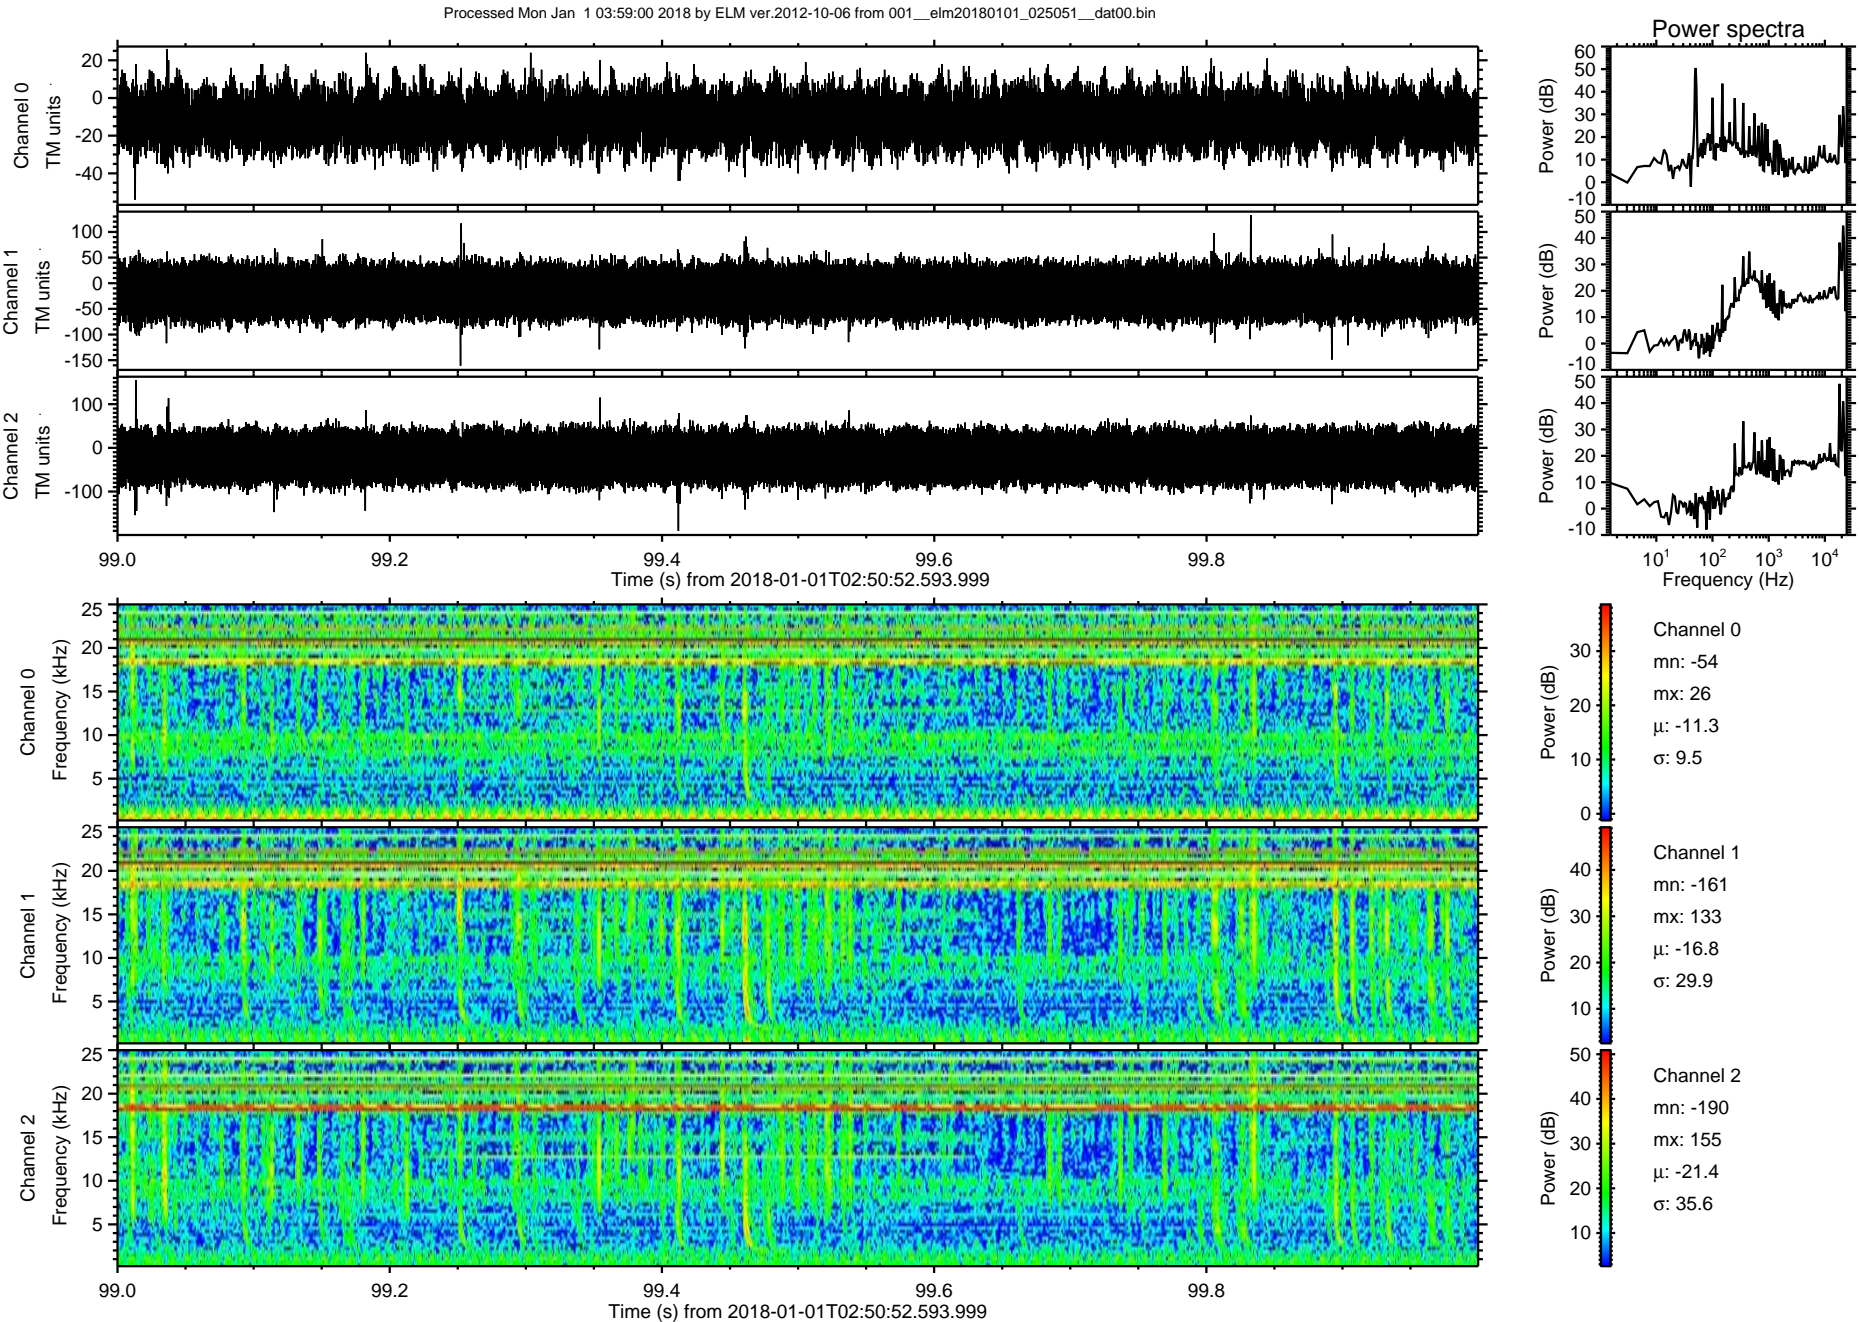 Processed Mon Jan  1 03:59:00 2018 by ELM ver.2012-10-06 from 001__elm20180101_025051__dat00.bin
Power spectra
Channel 0
TM units
20
0
-20
-40
Power (dB)
60
50
40
30
20
10
0
-10
Channel 1
TM units
100
50
0
-50
-100
-150
Power (dB)
50
40
30
20
10
0
-10
Channel 2
TM units
100
0
-100
Power (dB)
50
40
30
20
10
0
-10
99.0 99.2 99.4 99.6 99.8
Time (s) from 2018-01-01T02:50:52.593.999
10^1 10^2 10^3 10^4
Frequency (Hz)
Channel 0
Frequency (kHz)
25
20
15
10
5
Power (dB)
30
20
10
0
Channel 0
mn: -54
mx: 26
μ: -11.3
σ: 9.5
Channel 1
Frequency (kHz)
25
20
15
10
5
Power (dB)
40
30
20
10
Channel 1
mn: -161
mx: 133
μ: -16.8
σ: 29.9
Channel 2
Frequency (kHz)
25
20
15
10
5
Power (dB)
50
40
30
20
10
Channel 2
mn: -190
mx: 155
μ: -21.4
σ: 35.6
99.0 99.2 99.4 99.6 99.8
Time (s) from 2018-01-01T02:50:52.593.999